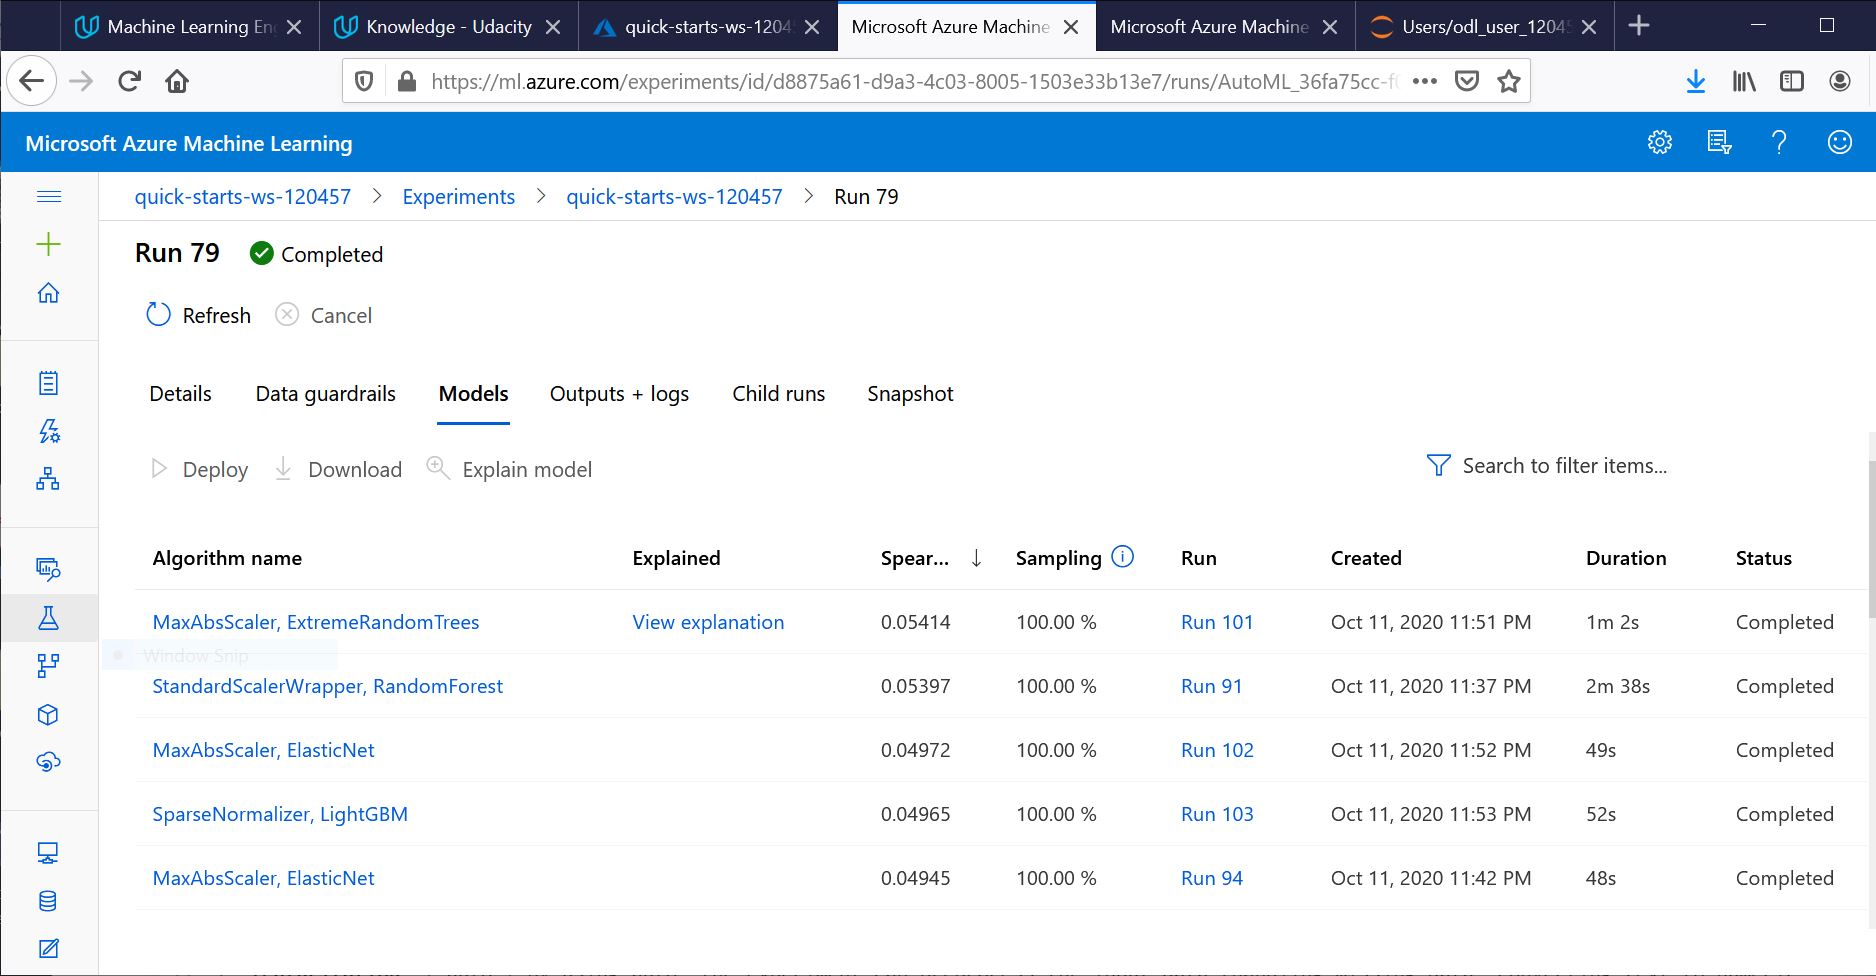 Machine Learning En
Knowledge - Udacity
quick-starts-ws-1204
Microsoft Azure Machine
Microsoft Azure Machine
Users/odl_user_1204
https://ml.azure.com/experiments/id/d8875a61-d9a3-4c03-8005-1503e33b13e7/runs/AutoML_36fa75cc-f
Microsoft Azure Machine Learning
quick-starts-ws-120457 > Experiments > quick-starts-ws-120457 > Run 79
Run 79 Completed
Refresh Cancel
Details Data guardrails Models Outputs + logs Child runs Snapshot
Deploy Download Explain model Search to filter items...
Algorithm name Explained Spear... ↓ Sampling Run Created Duration Status
MaxAbsScaler, ExtremeRandomTrees View explanation 0.05414 100.00 % Run 101 Oct 11, 2020 11:51 PM 1m 2s Completed
Window Snip
StandardScalerWrapper, RandomForest 0.05397 100.00 % Run 91 Oct 11, 2020 11:37 PM 2m 38s Completed
MaxAbsScaler, ElasticNet 0.04972 100.00 % Run 102 Oct 11, 2020 11:52 PM 49s Completed
SparseNormalizer, LightGBM 0.04965 100.00 % Run 103 Oct 11, 2020 11:53 PM 52s Completed
MaxAbsScaler, ElasticNet 0.04945 100.00 % Run 94 Oct 11, 2020 11:42 PM 48s Completed